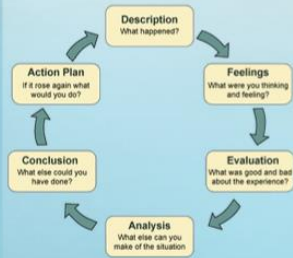 Description
What happened?
Feelings
What were you thinking
and feeling?
Evaluation
What was good and bad
about the experience?
Analysis
What else can you
make of the situation
Conclusion
What else could you
have done?
Action Plan
If it rose again what
would you do?